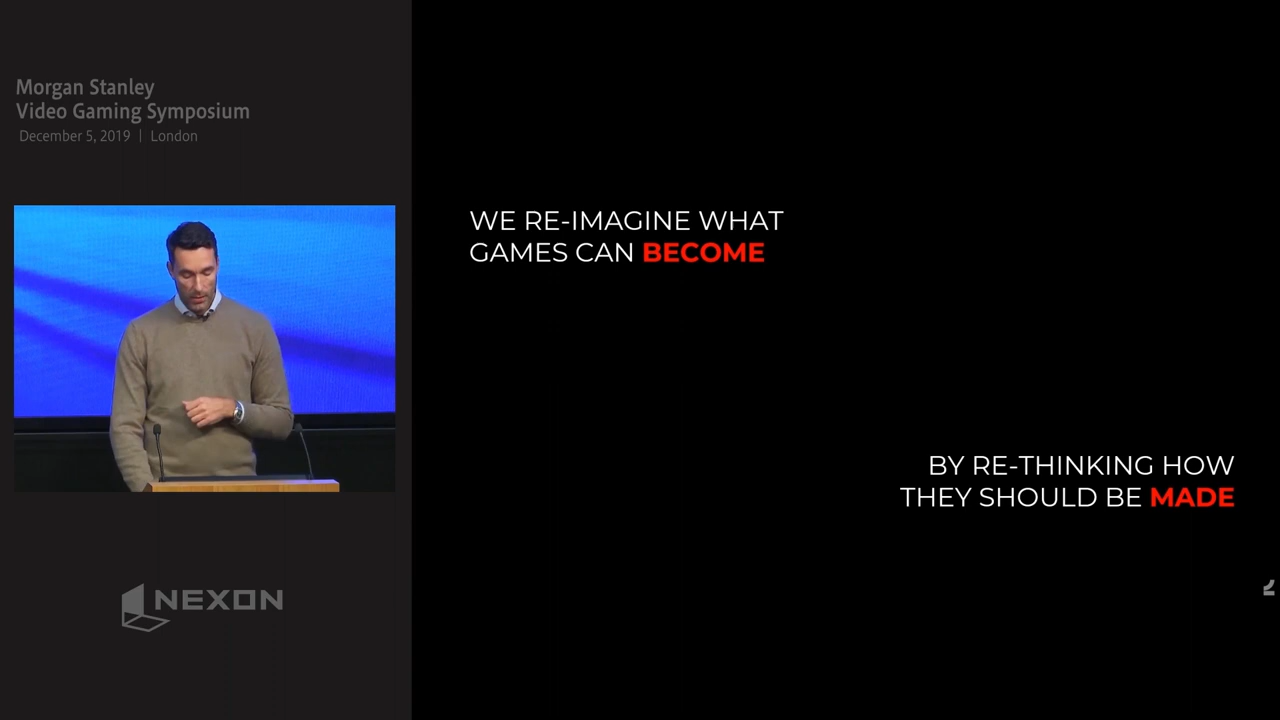 Morgan Stanley
Video Gaming Symposium
December 5, 2019 | London
WE RE-IMAGINE WHAT
GAMES CAN BECOME
BY RE-THINKING HOW
THEY SHOULD BE MADE
NEXON